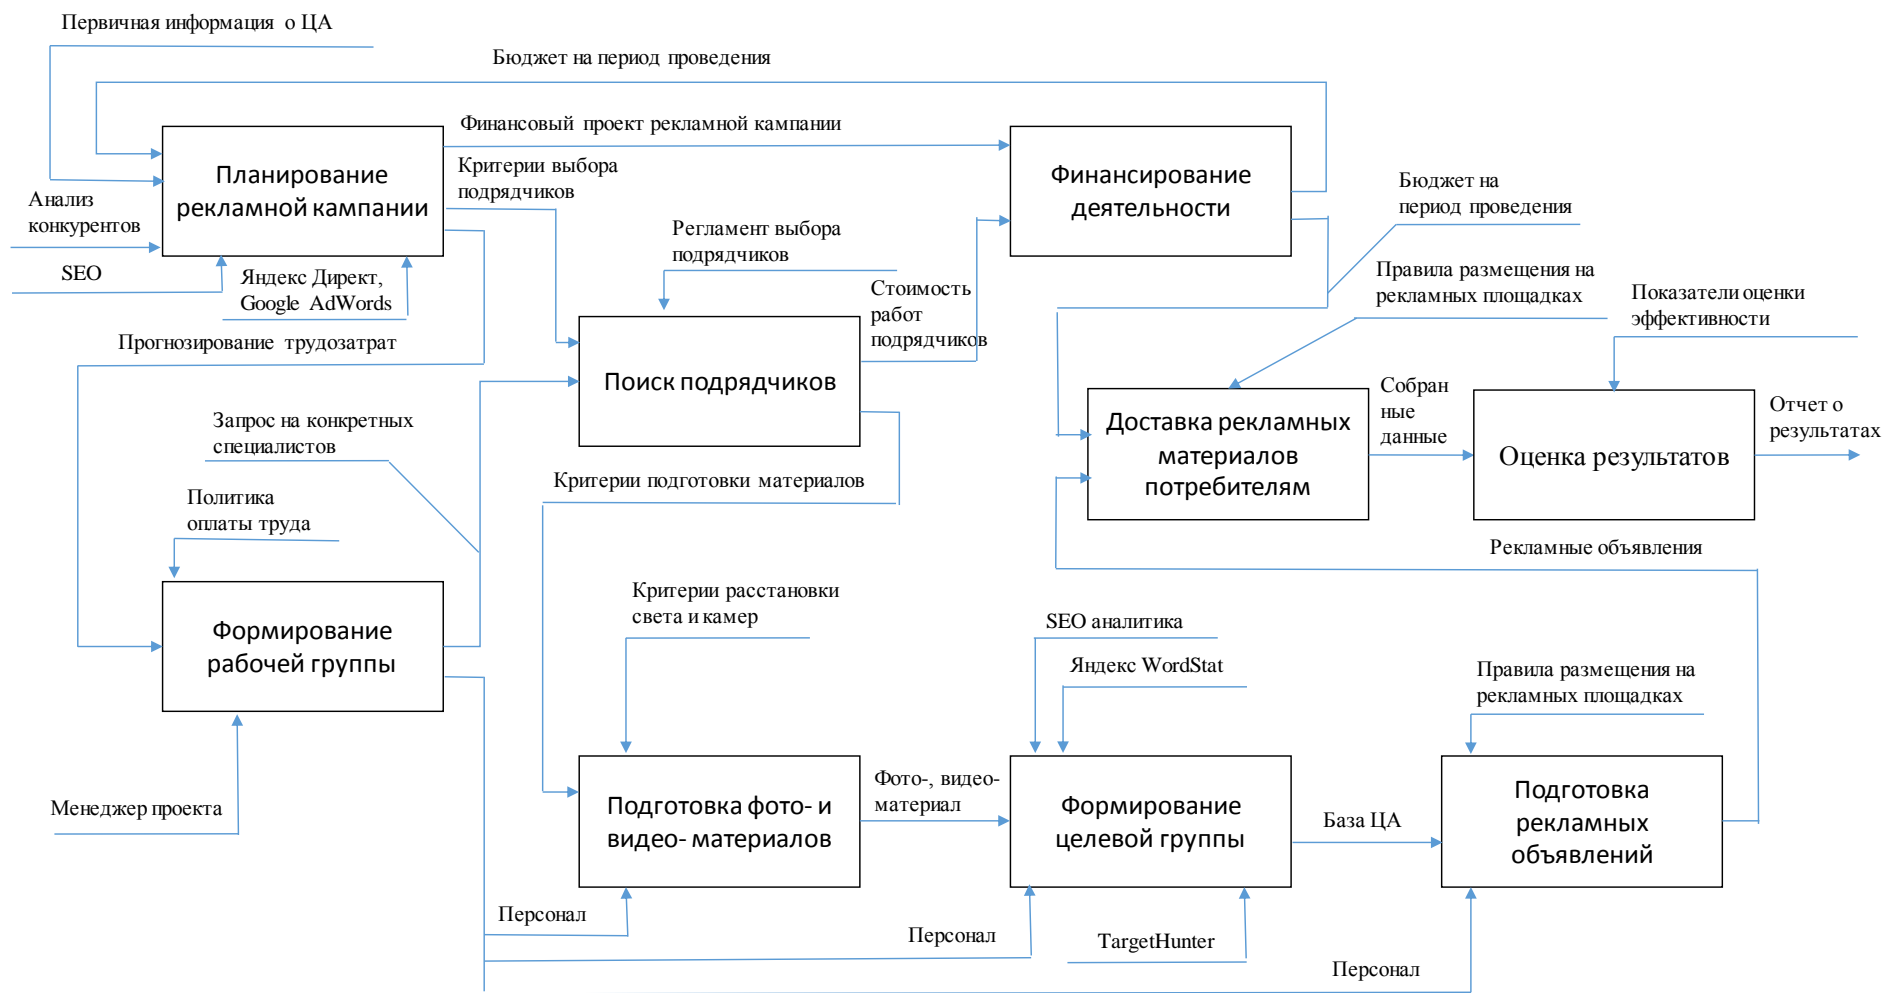 Первичная информация о ЦА
Бюджет на период проведения
Финансовый проект рекламной кампании
Критерии выбора
подрядчиков
Планирование
рекламной кампании
Финансирование
деятельности
Анализ
конкурентов
SEO
Яндекс Директ,
Google AdWords
Регламент выбора
подрядчиков
Бюджет на
период проведения
Правила размещения на
рекламных площадках
Показатели оценки
эффективности
Стоимость
работ
подрядчиков
Прогнозирование трудозатрат
Поиск подрядчиков
Доставка рекламных
материалов
потребителям
Собран
ные
данные
Оценка результатов
Отчет о
результатах
Запрос на конкретных
специалистов
Критерии подготовки материалов
Политика
оплаты труда
Рекламные объявления
Формирование
рабочей группы
Критерии расстановки
света и камер
SEO аналитика
Яндекс WordStat
Правила размещения на
рекламных площадках
Менеджер проекта
Подготовка фото- и
видео- материалов
Фото-, видео-
материал
Формирование
целевой группы
База ЦА
Подготовка
рекламных
объявлений
Персонал
Персонал
TargetHunter
Персонал